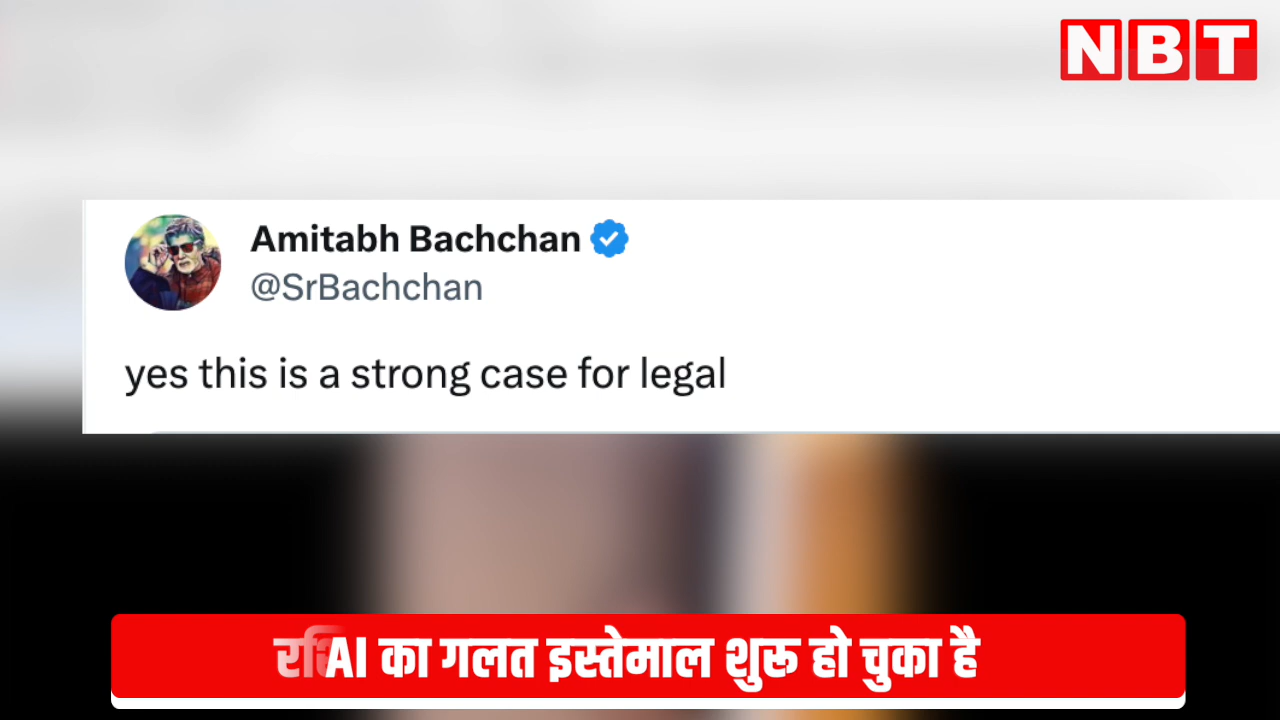 NBT
Amitabh Bachchan
@SrBachchan
yes this is a strong case for legal
AI का गलत इस्तेमाल शुरू हो चुका है